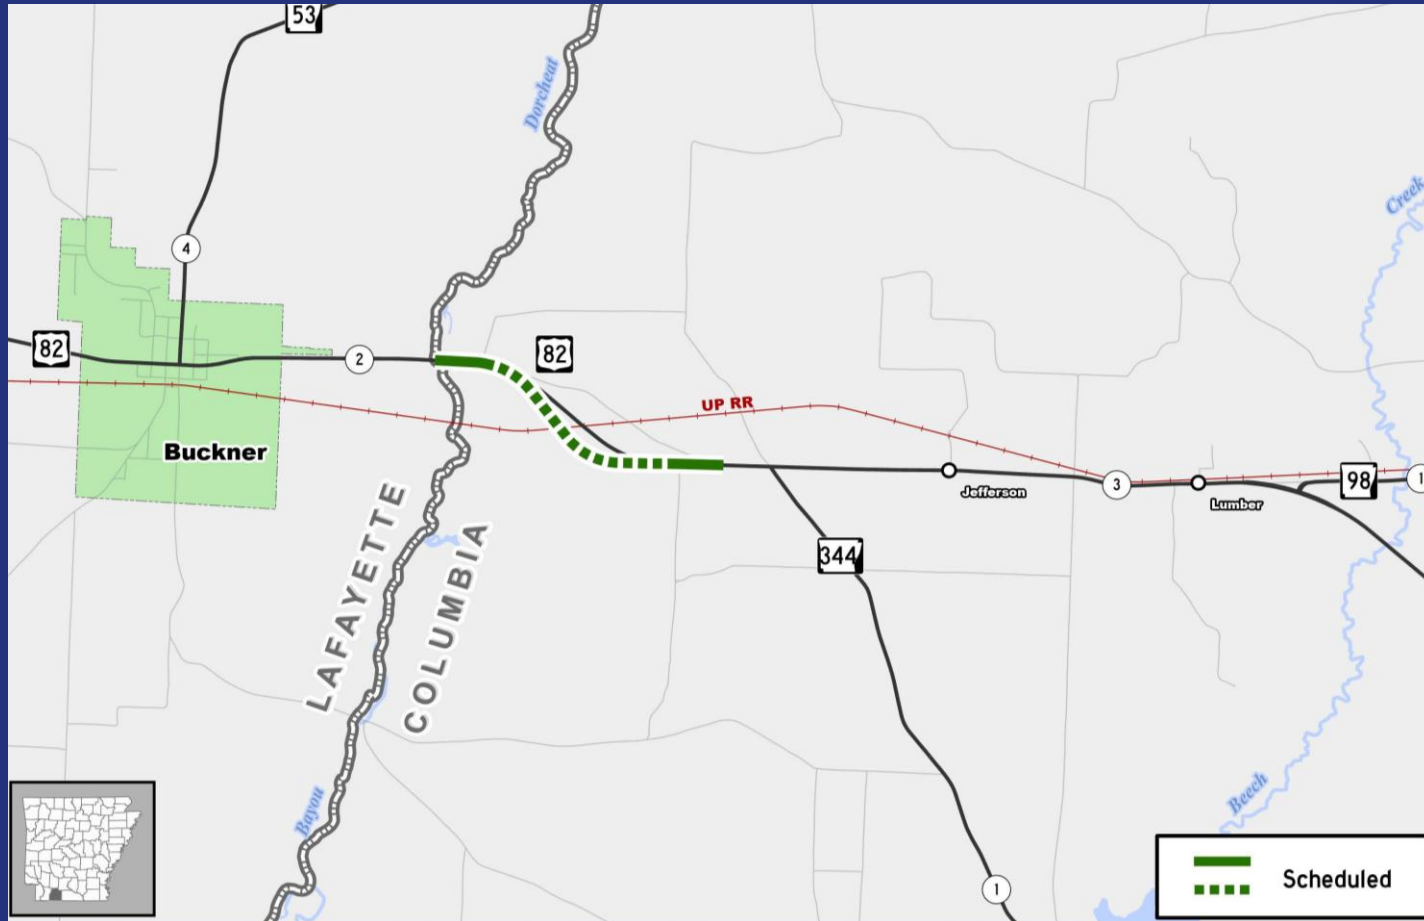 53
Dorcheat
Creek
4
82
2
82
UP RR
Buckner
Jefferson
3
Lumber
98
1
344
LAFAYETTE
COLUMBIA
Bayou
Beech
1
Scheduled